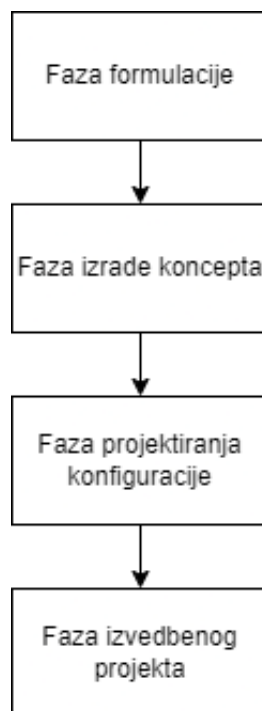 Faza formulacije
Faza izrade koncepta
Faza projektiranja
konfiguracije
Faza izvedbenog
projekta